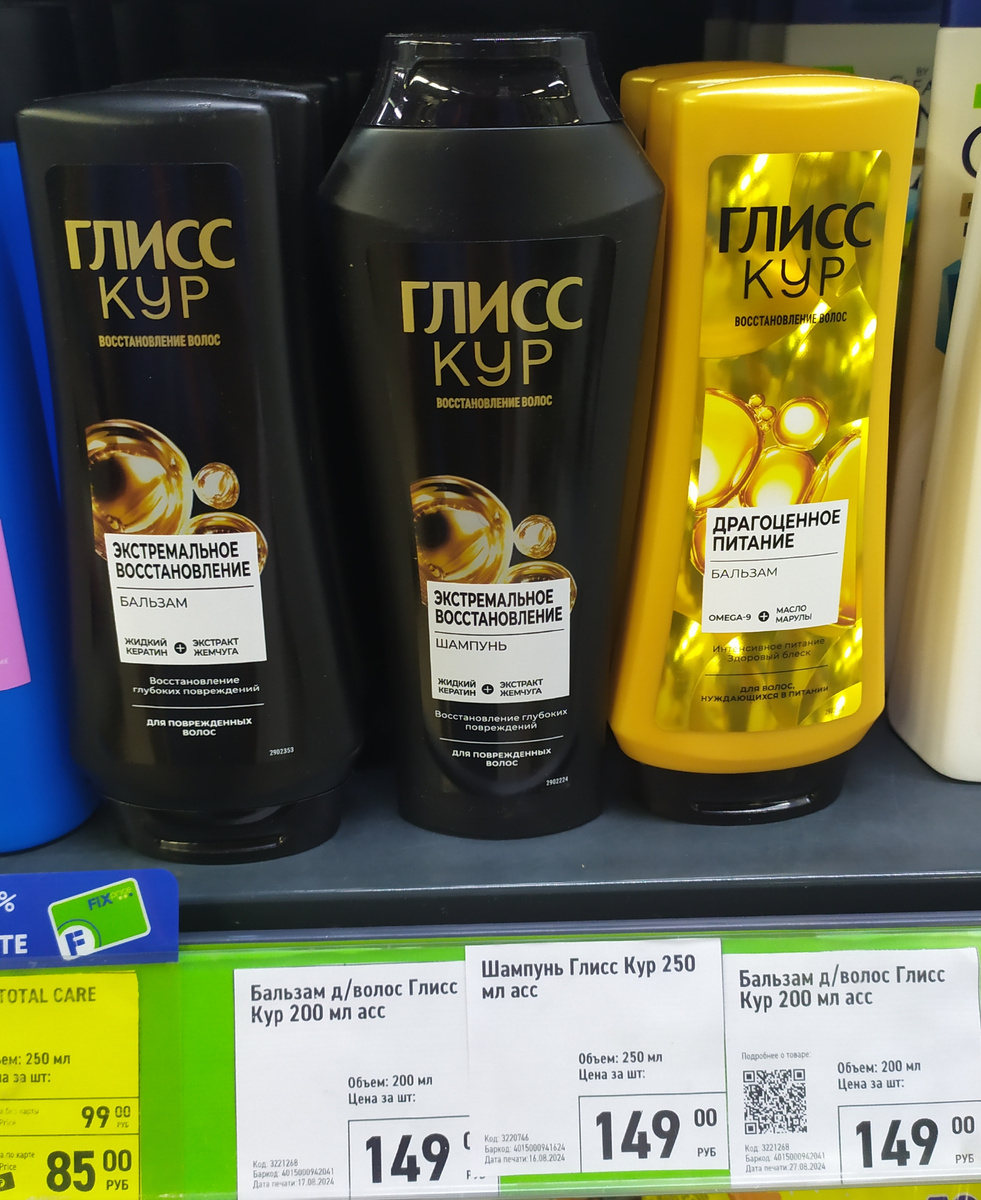 ГЛИСС
КУР
ВОССТАНОВЛЕНИЕ ВОЛОС
ЭКСТРЕМАЛЬНОЕ
ВОССТАНОВЛЕНИЕ
БАЛЬЗАМ
ЖИДКИЙ
КЕРАТИН + ЭКСТРАКТ
ЖЕМЧУГА
Восстановление
глубоких повреждений
ДЛЯ ПОВРЕЖДЕННЫХ
ВОЛОС
2902353
ГЛИСС
КУР
ВОССТАНОВЛЕНИЕ ВОЛОС
ЭКСТРЕМАЛЬНОЕ
ВОССТАНОВЛЕНИЕ
ШАМПУНЬ
ЖИДКИЙ
КЕРАТИН + ЭКСТРАКТ
ЖЕМЧУГА
Восстановление глубоких
повреждений
ДЛЯ ПОВРЕЖДЕННЫХ
ВОЛОС
2902224
ГЛИСС
КУР
ВОССТАНОВЛЕНИЕ ВОЛОС
ДРАГОЦЕННОЕ
ПИТАНИЕ
БАЛЬЗАМ
OMEGA-9 + МАСЛО
МАРУЛЫ
Интенсивное питание
Здоровый блеск
ДЛЯ ВОЛОС,
НУЖДАЮЩИХСЯ В ПИТАНИИ
%
ТЕ
FIX
F
TOTAL CARE
ем: 250 мл
а за шт:
99 00
РУБ
а по карте
Price
85 00
РУБ
Бальзам д/волос Глисс
Кур 200 мл асс
Объем: 200 мл
Цена за шт:
149
Код: 3221268
Баркод: 4015000942041
Дата печати:17.08.2024
Шампунь Глисс Кур 250
мл асс
Объем: 250 мл
Цена за шт:
149 00
РУБ
Код: 3220746
Баркод: 4015000941624
Дата печати:16.08.2024
Бальзам д/волос Глисс
Кур 200 мл асс
Подробнее о товаре:
Объем: 200 мл
Цена за шт:
149 00
РУБ
Код: 3221268
Баркод: 4015000942041
Дата печати:27.08.2024